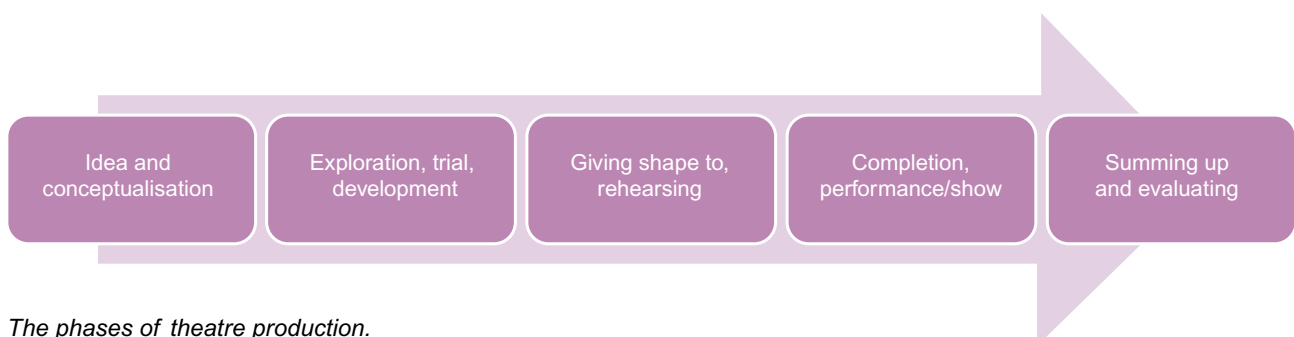 Idea and
conceptualisation
Exploration, trial,
development
Giving shape to,
rehearsing
Completion,
performance/show
Summing up
and evaluating
The phases of theatre production.